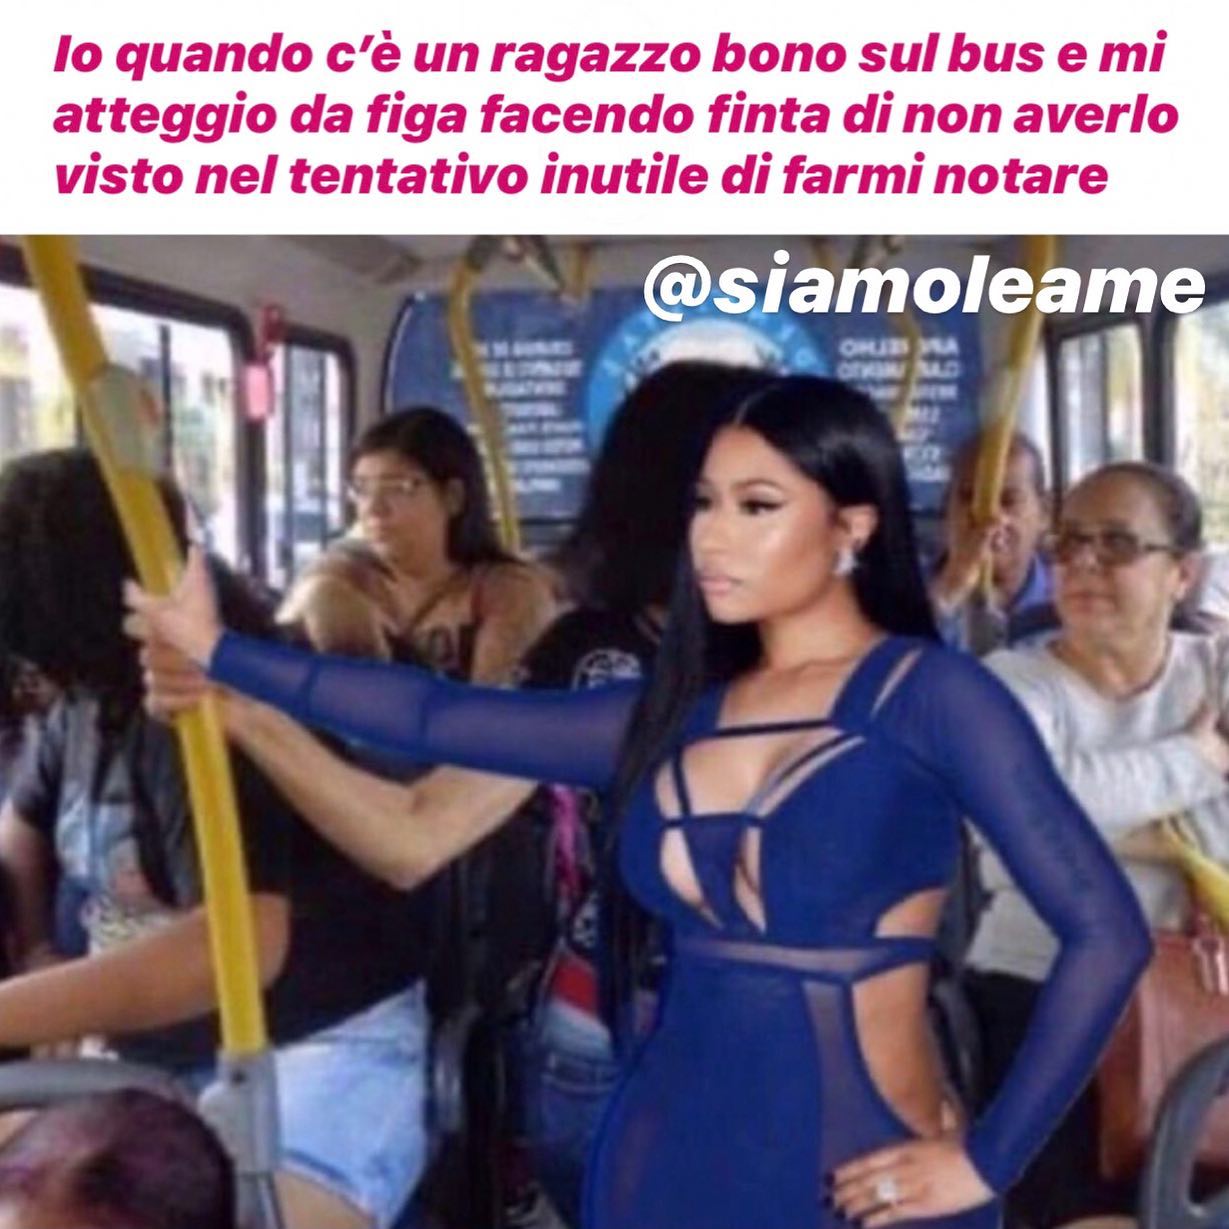 Io quando c’è un ragazzo bono sul bus e mi
atteggio da figa facendo finta di non averlo
visto nel tentativo inutile di farmi notare
@siamoleame